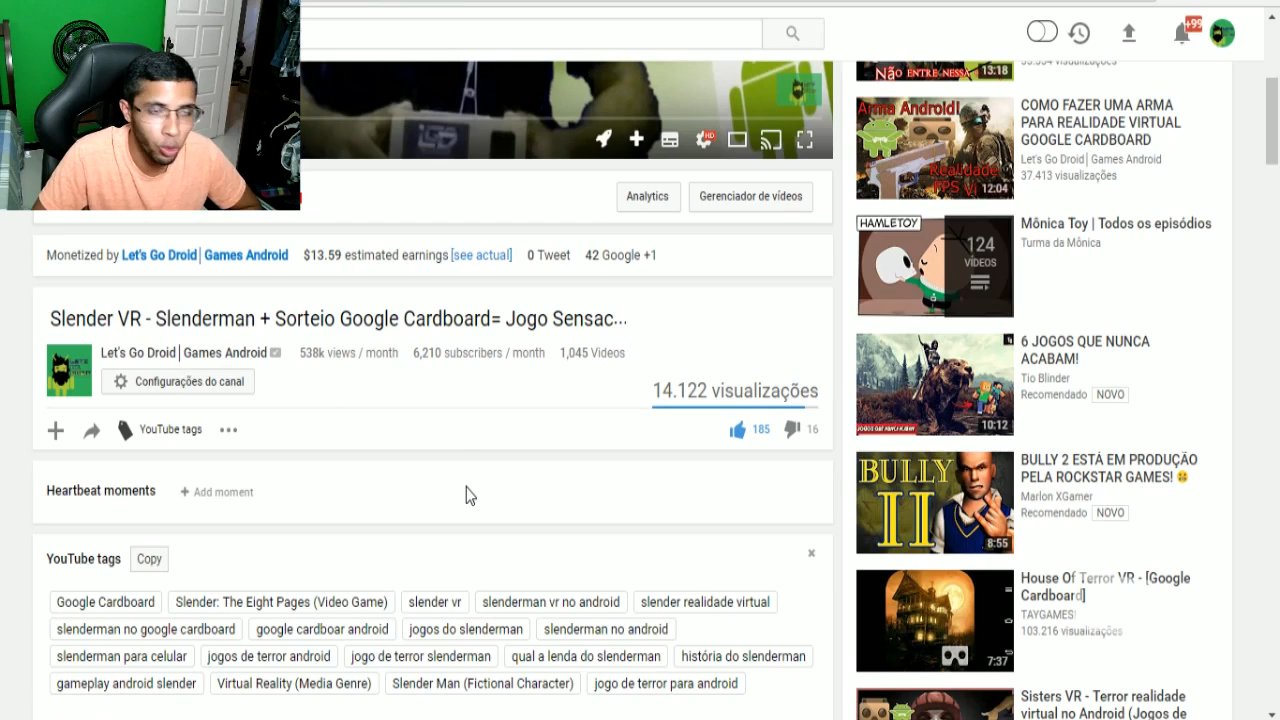 +99
Analytics
Gerenciador de vídeos
Monetized by Let's Go Droid│Games Android $13.59 estimated earnings [see actual] 0 Tweet 42 Google +1
Slender VR - Slenderman + Sorteio Google Cardboard= Jogo Sensac...
Let's Go Droid│Games Android 538k views / month 6,210 subscribers / month 1,045 Videos
Configurações do canal
14.122 visualizações
YouTube tags
185 16
Heartbeat moments + Add moment
YouTube tags Copy
Google Cardboard Slender: The Eight Pages (Video Game) slender vr slenderman vr no android slender realidade virtual
slenderman no google cardboard google cardboar android jogos do slenderman slenderman no android
slenderman para celular jogos de terror android jogo de terror slenderman qual a lenda do slenderman história do slenderman
gameplay android slender Virtual Reality (Media Genre) Slender Man (Fictional Character) jogo de terror para android
NÃO ENTRE NESSA
13:18
Arma Android!
Realidade
12:04
COMO FAZER UMA ARMA
PARA REALIDADE VIRTUAL
GOOGLE CARDBOARD
Let's Go Droid│Games Android
37.413 visualizações
HAMLETOY
124
VÍDEOS
Mônica Toy | Todos os episódios
Turma da Mônica
10:12
6 JOGOS QUE NUNCA
ACABAM!
Tio Blinder
Recomendado NOVO
BULLY
II
8:55
BULLY 2 ESTÁ EM PRODUÇÃO
PELA ROCKSTAR GAMES!
Marlon XGamer
Recomendado NOVO
7:37
House Of Terror VR - [Google
Cardboard]
TAYGAMES!
103.216 visualizações
Sisters VR - Terror realidade
virtual no Android (Jogos de